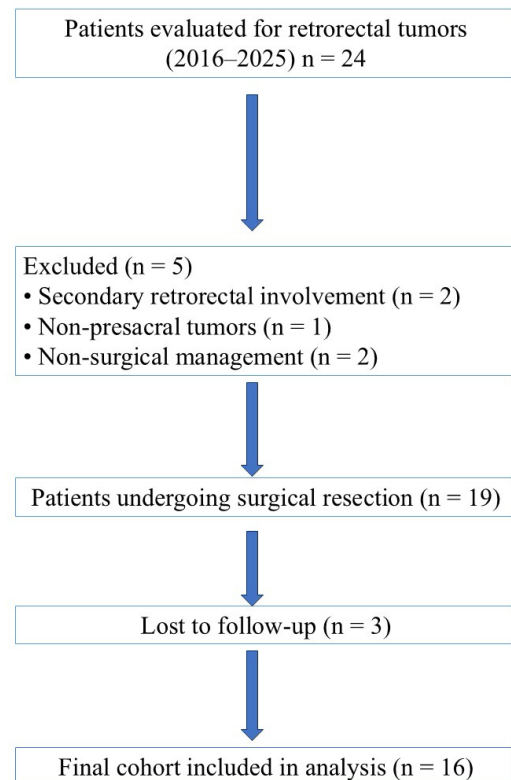 Patients evaluated for retrorectal tumors
(2016–2025) n = 24
Excluded (n = 5)
• Secondary retrorectal involvement (n = 2)
• Non-presacral tumors (n = 1)
• Non-surgical management (n = 2)
Patients undergoing surgical resection (n = 19)
Lost to follow-up (n = 3)
Final cohort included in analysis (n = 16)